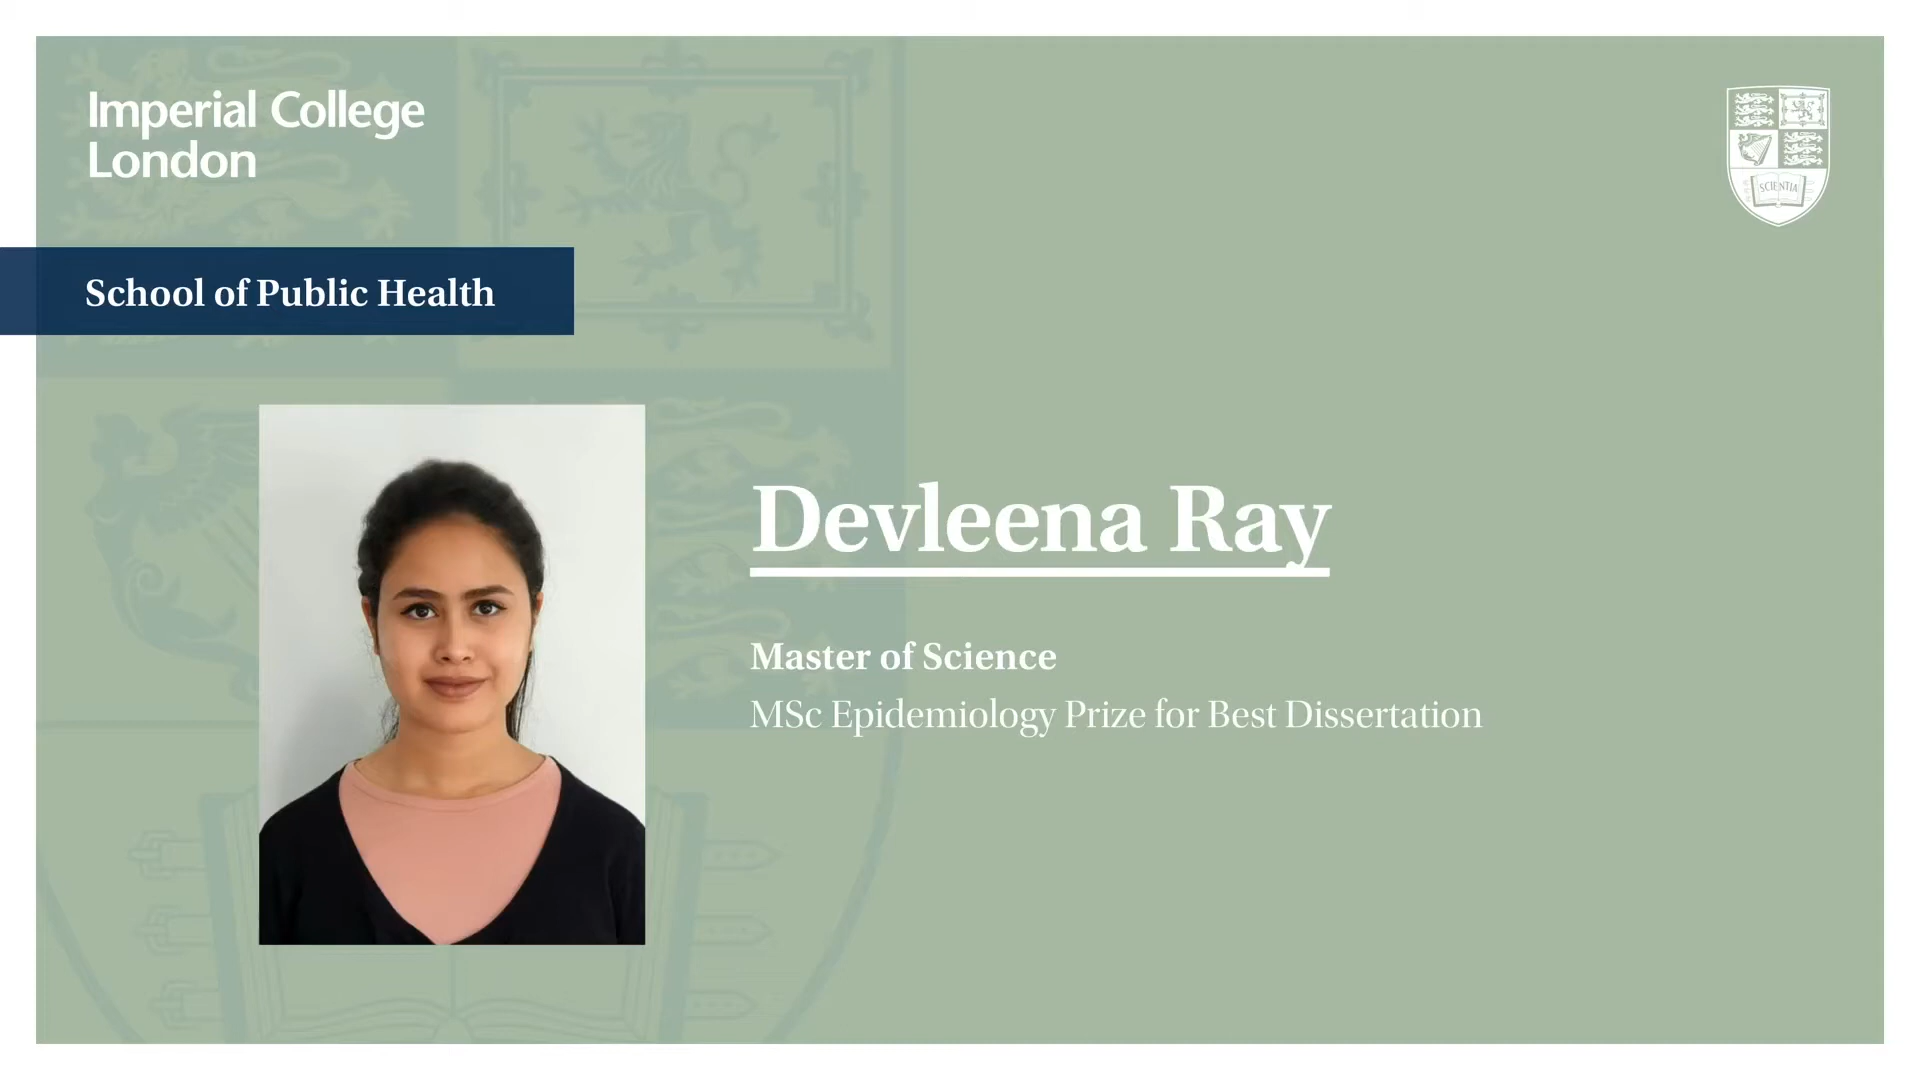 Imperial College
London
SCIENTIA
School of Public Health
Devleena Ray
Master of Science
MSc Epidemiology Prize for Best Dissertation